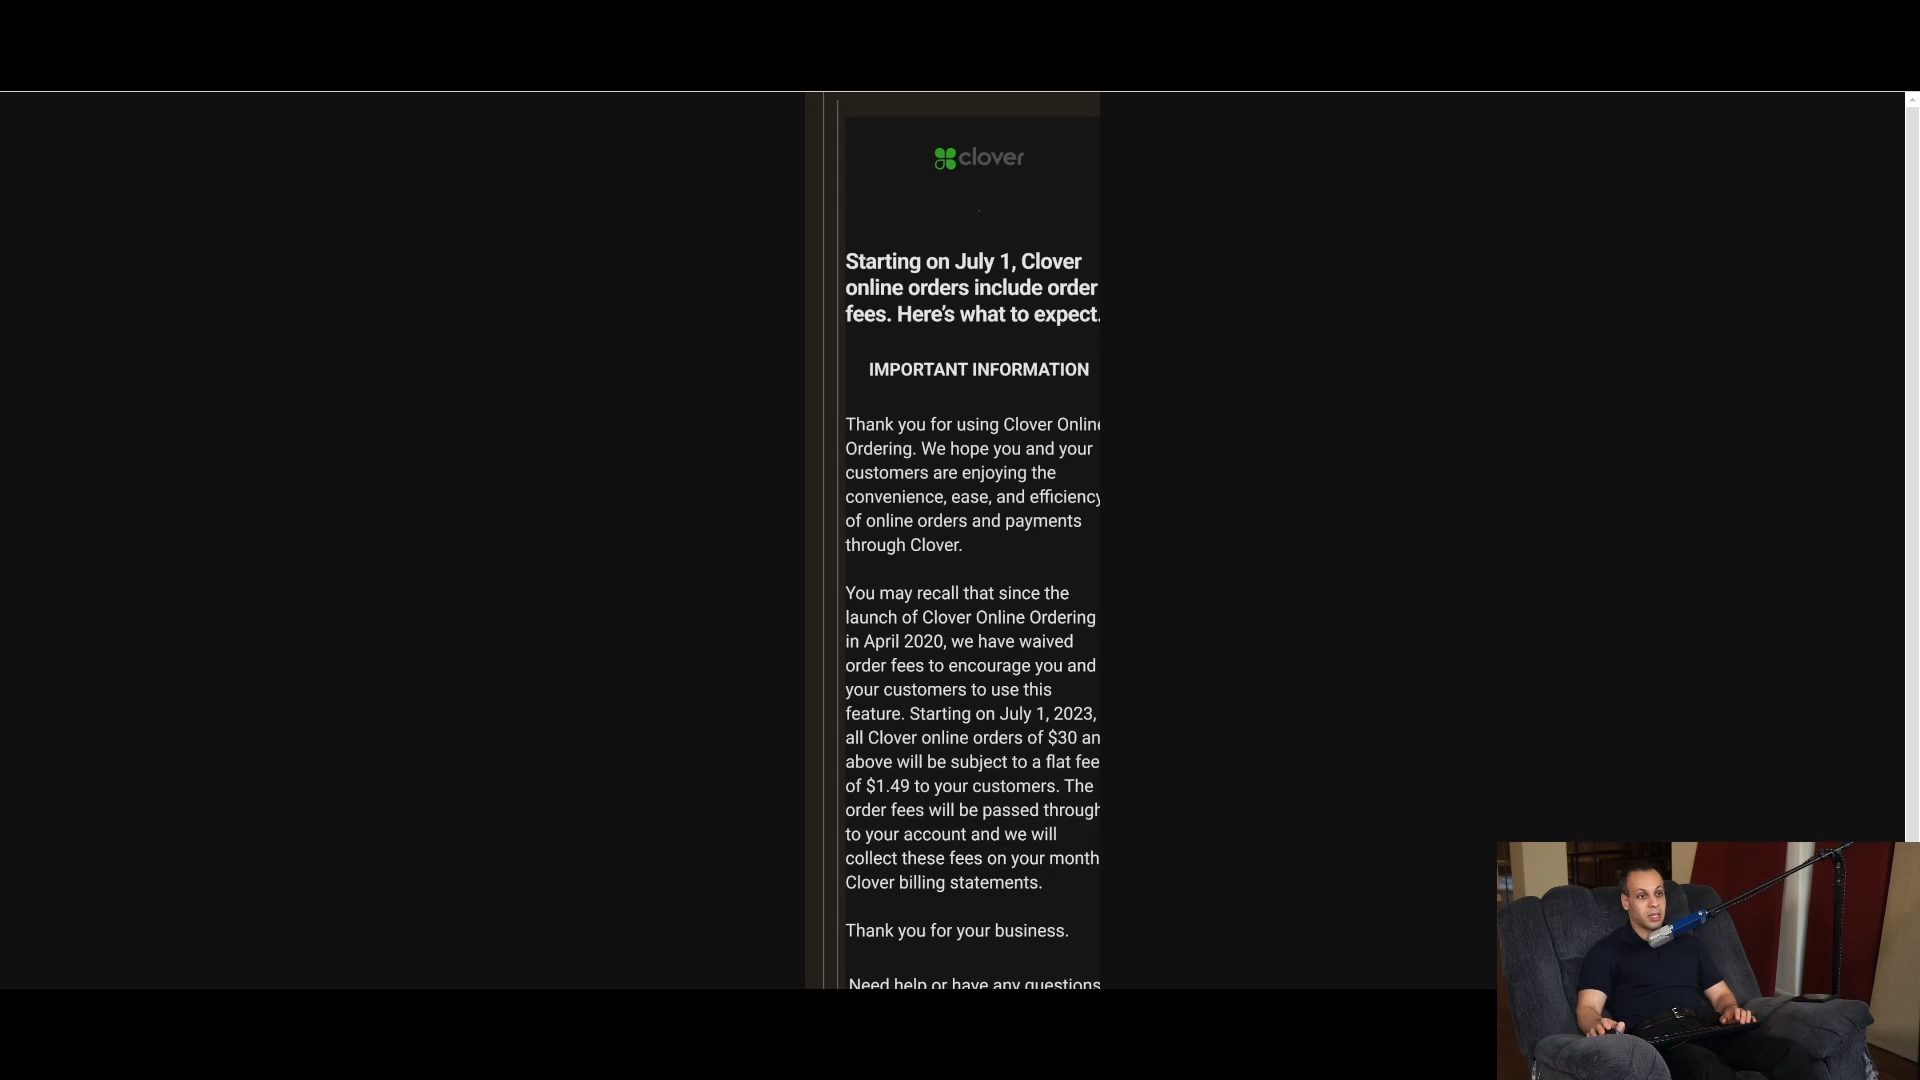 clover
Starting on July 1, Clover
online orders include order
fees. Here’s what to expect.
IMPORTANT INFORMATION
Thank you for using Clover Online
Ordering. We hope you and your
customers are enjoying the
convenience, ease, and efficiency
of online orders and payments
through Clover.
You may recall that since the
launch of Clover Online Ordering
in April 2020, we have waived
order fees to encourage you and
your customers to use this
feature. Starting on July 1, 2023,
all Clover online orders of $30 an
above will be subject to a flat fee
of $1.49 to your customers. The
order fees will be passed through
to your account and we will
collect these fees on your month
Clover billing statements.
Thank you for your business.
Need help or have any questions